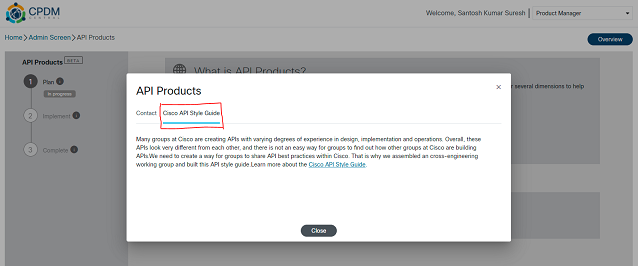 CPDM
CENTRAL
Welcome, Santosh Kumar Suresh
Product Manager
Home > Admin Screen > API Products
Overview
API Products BETA
1 Plan
In progress
2 Implement
3 Complete
What is API Products?
r several dimensions to help
API Products
×
Contact Cisco API Style Guide
Many groups at Cisco are creating APIs with varying degrees of experience in design, implementation and operations. Overall, these
APIs look very different from each other, and there is not an easy way for groups to find out how other groups at Cisco are building
APIs.We need to create a way for groups to share API best practices within Cisco. That is why we assembled an cross-engineering
working group and built this API style guide.Learn more about the Cisco API Style Guide.
Close